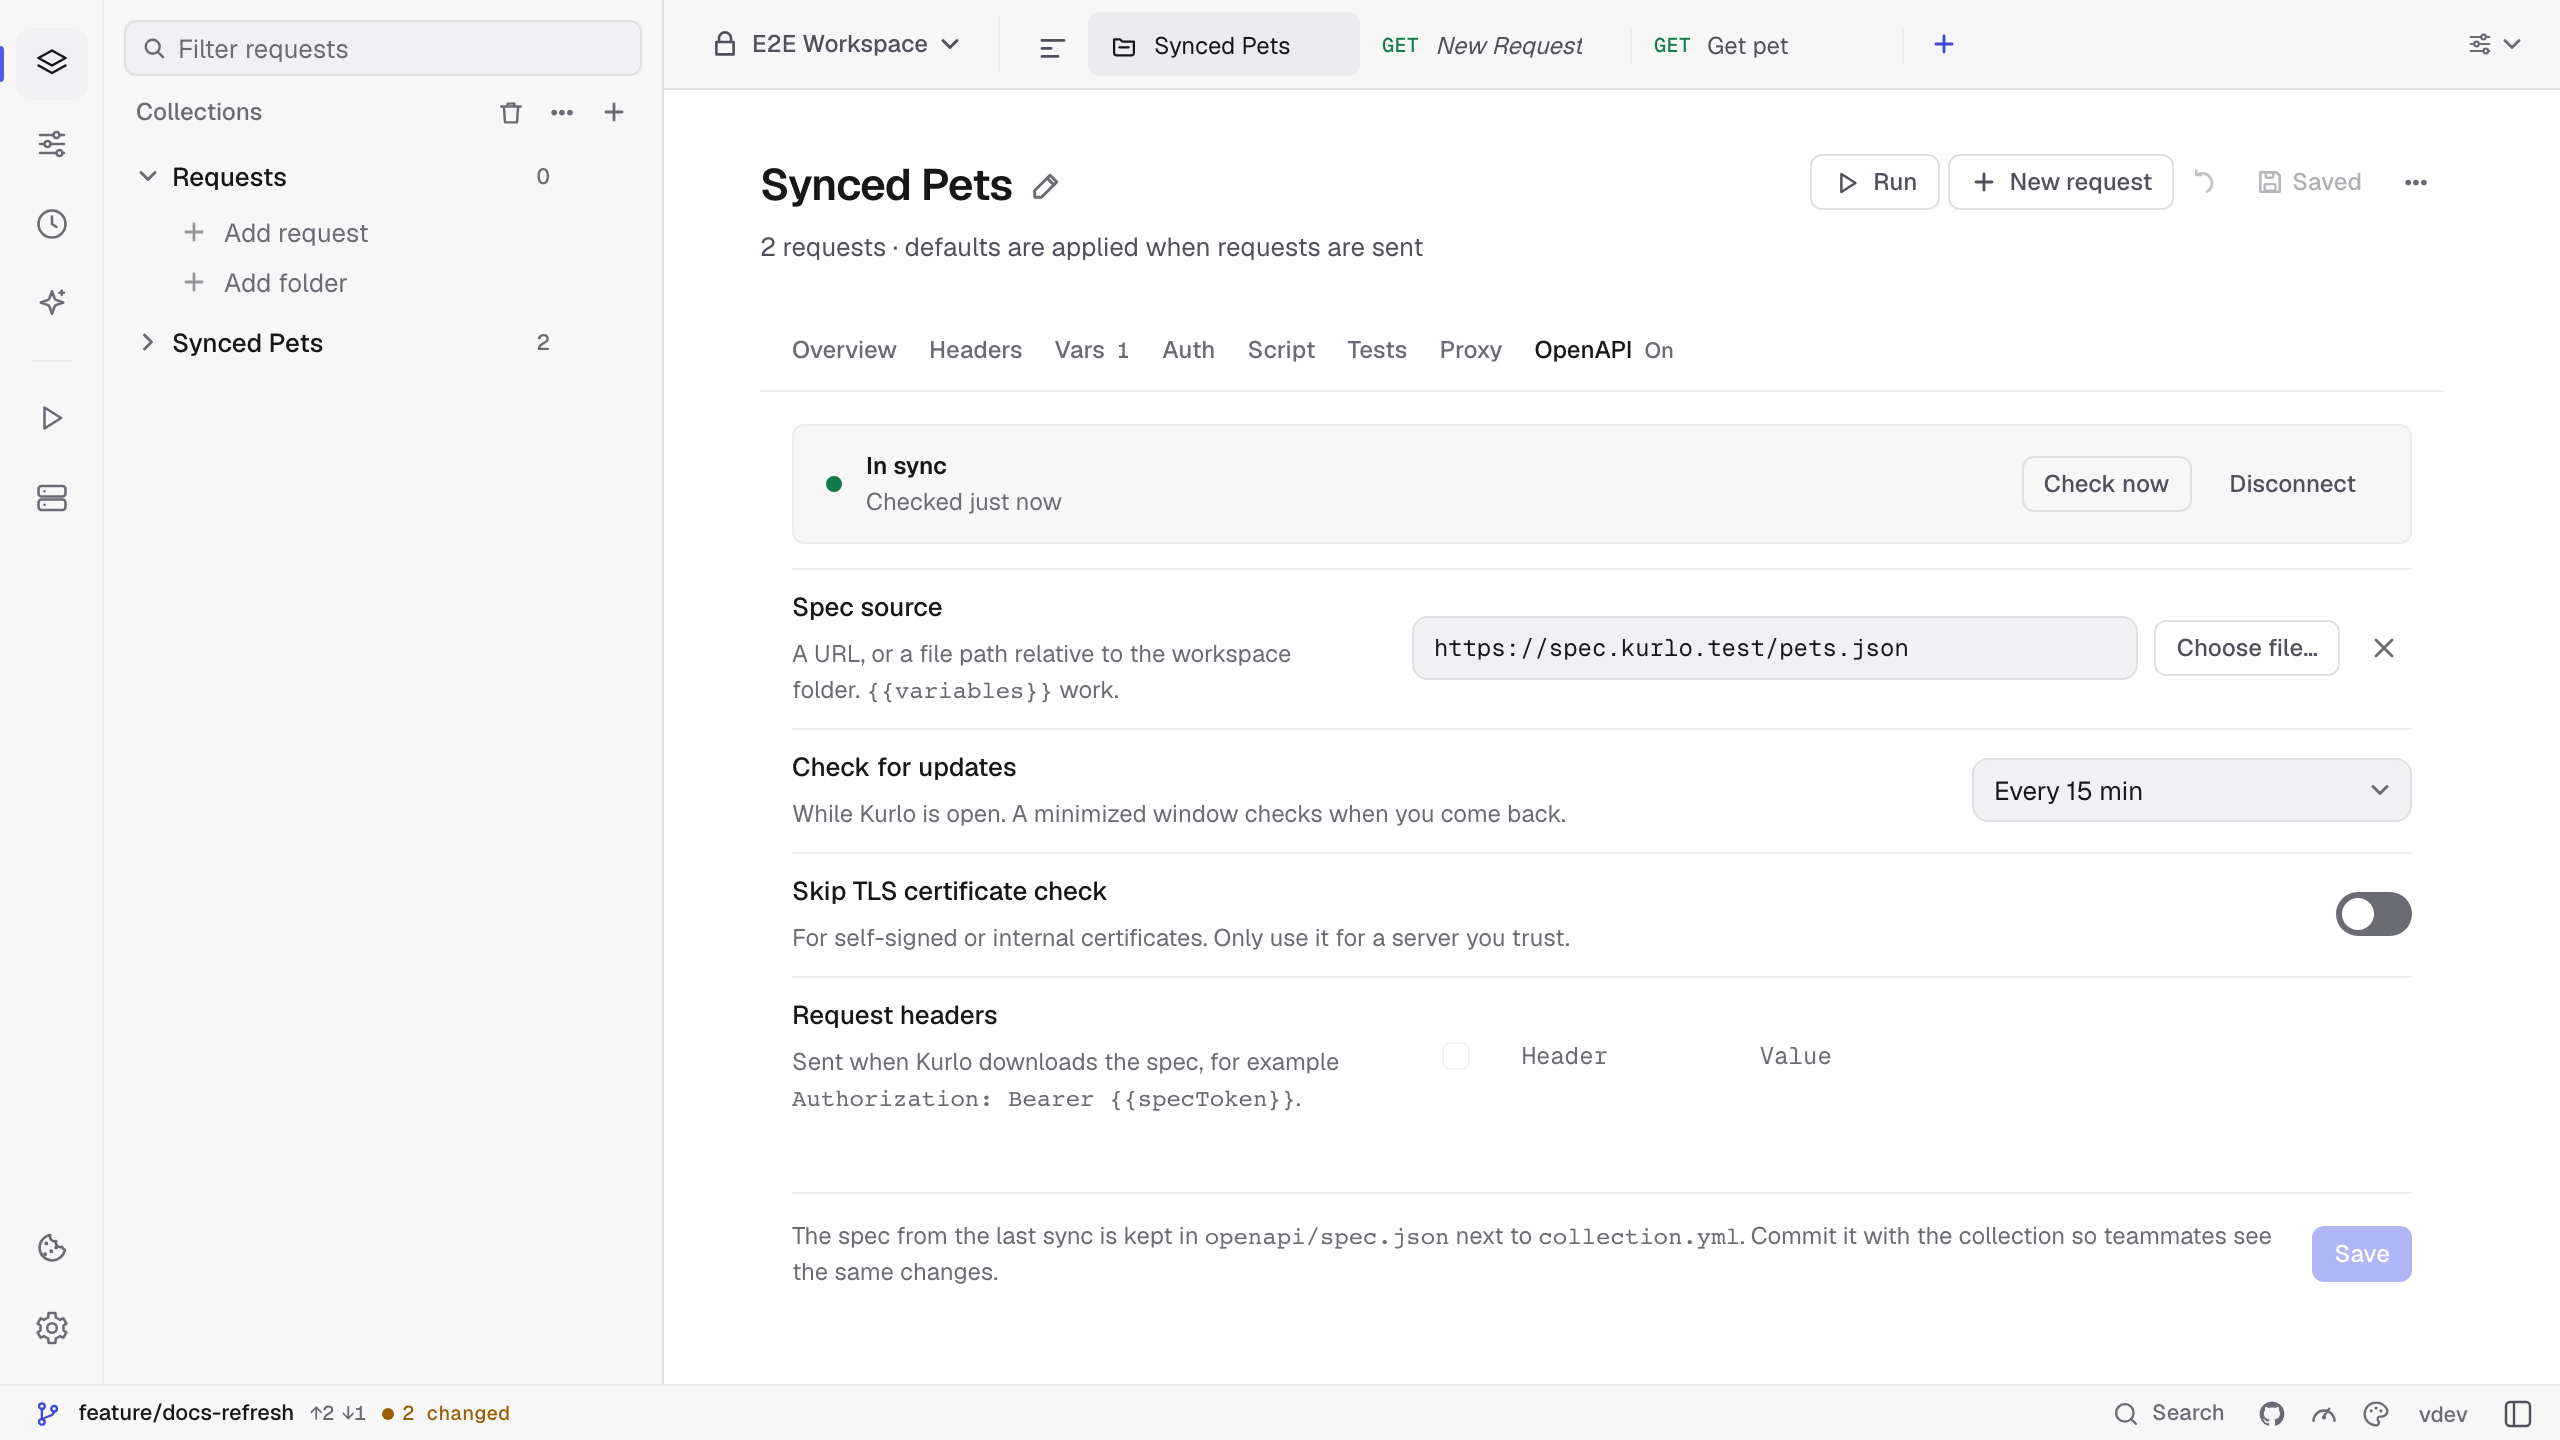 Filter requests
Collections
Requests 0
Add request
Add folder
Synced Pets 2
E2E Workspace
Synced Pets
GET New Request
GET Get pet
Synced Pets
Run
New request
Saved
2 requests · defaults are applied when requests are sent
Overview
Headers
Vars 1
Auth
Script
Tests
Proxy
OpenAPI On
In sync
Checked just now
Check now
Disconnect
Spec source
A URL, or a file path relative to the workspace
folder. {{variables}} work.
https://spec.kurlo.test/pets.json
Choose file…
Check for updates
While Kurlo is open. A minimized window checks when you come back.
Every 15 min
Skip TLS certificate check
For self-signed or internal certificates. Only use it for a server you trust.
Request headers
Sent when Kurlo downloads the spec, for example
Authorization: Bearer {{specToken}}.
Header
Value
The spec from the last sync is kept in openapi/spec.json next to collection.yml. Commit it with the collection so teammates see
the same changes.
Save
feature/docs-refresh ↑2 ↓1 2 changed
Search
vdev